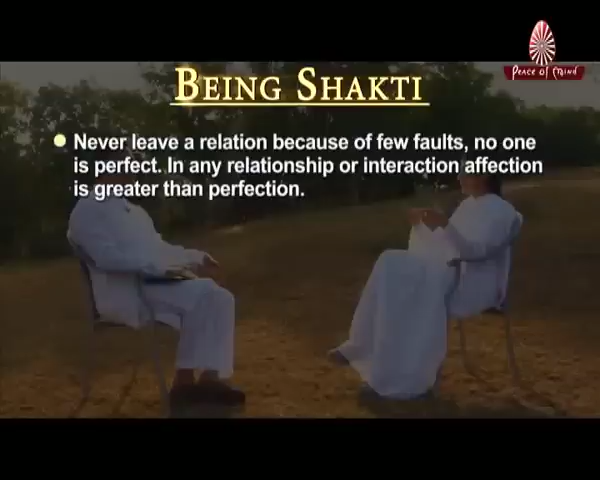 Peace of Mind
BEING SHAKTI
Never leave a relation because of few faults, no one
is perfect. In any relationship or interaction affection
is greater than perfection.